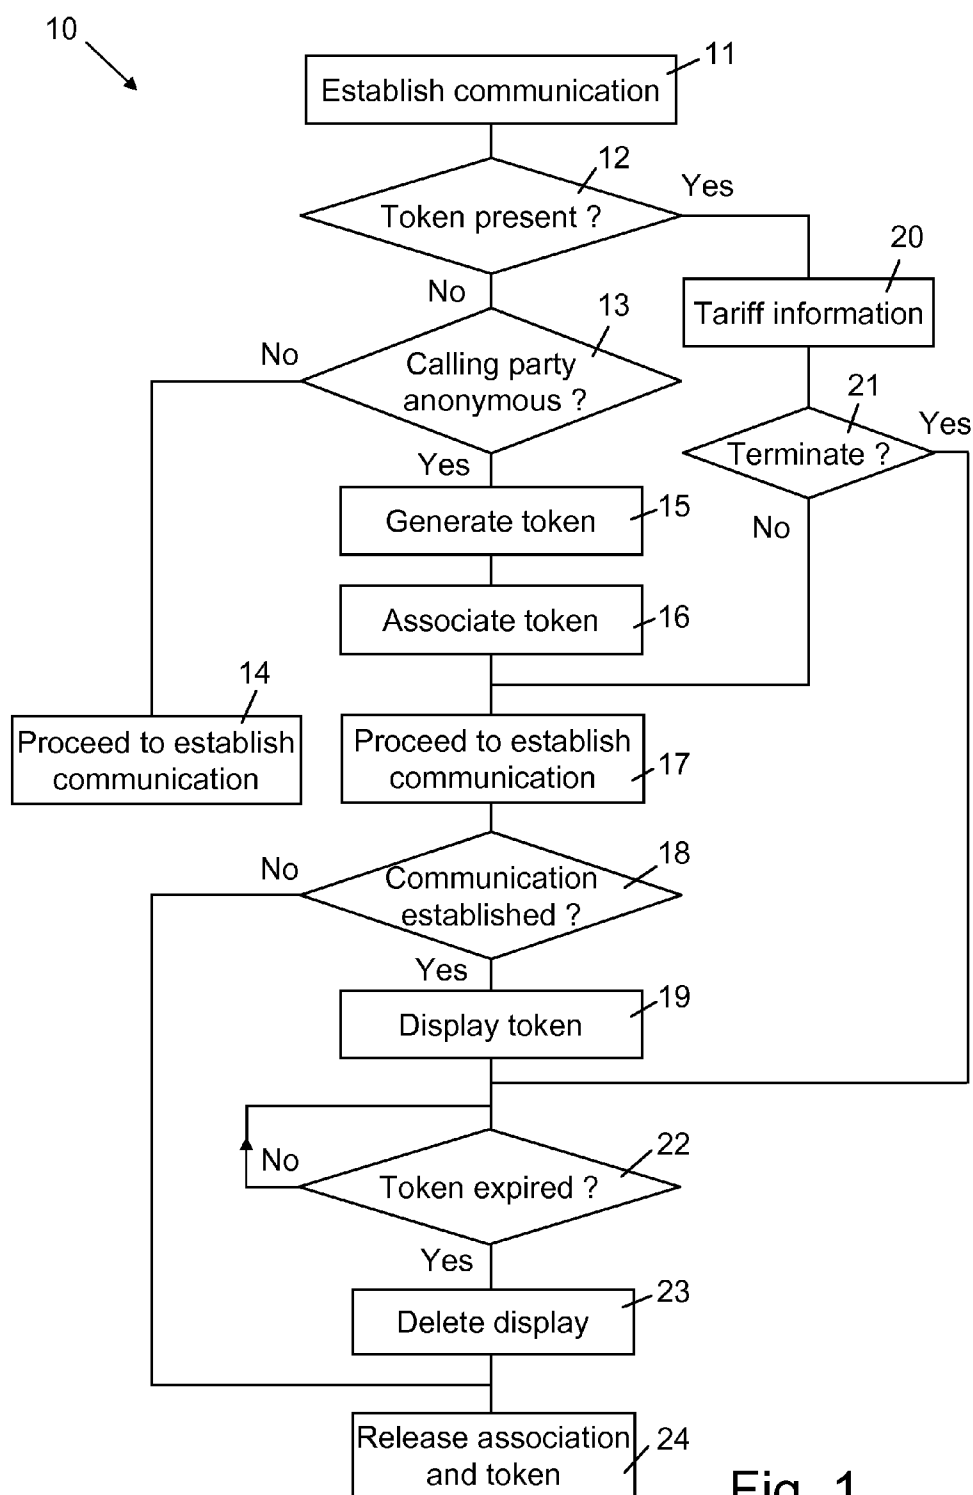 10
11
Establish communication
12
Yes
Token present ?
20
No
13
Tariff information
No
Calling party
anonymous ?
21
Yes
Terminate ?
Yes
15
Generate token
No
16
Associate token
14
Proceed to establish
communication
Proceed to establish
communication
17
18
No
Communication
established ?
Yes
19
Display token
22
No
Token expired ?
Yes
23
Delete display
Release association
and token
24
Fig. 1